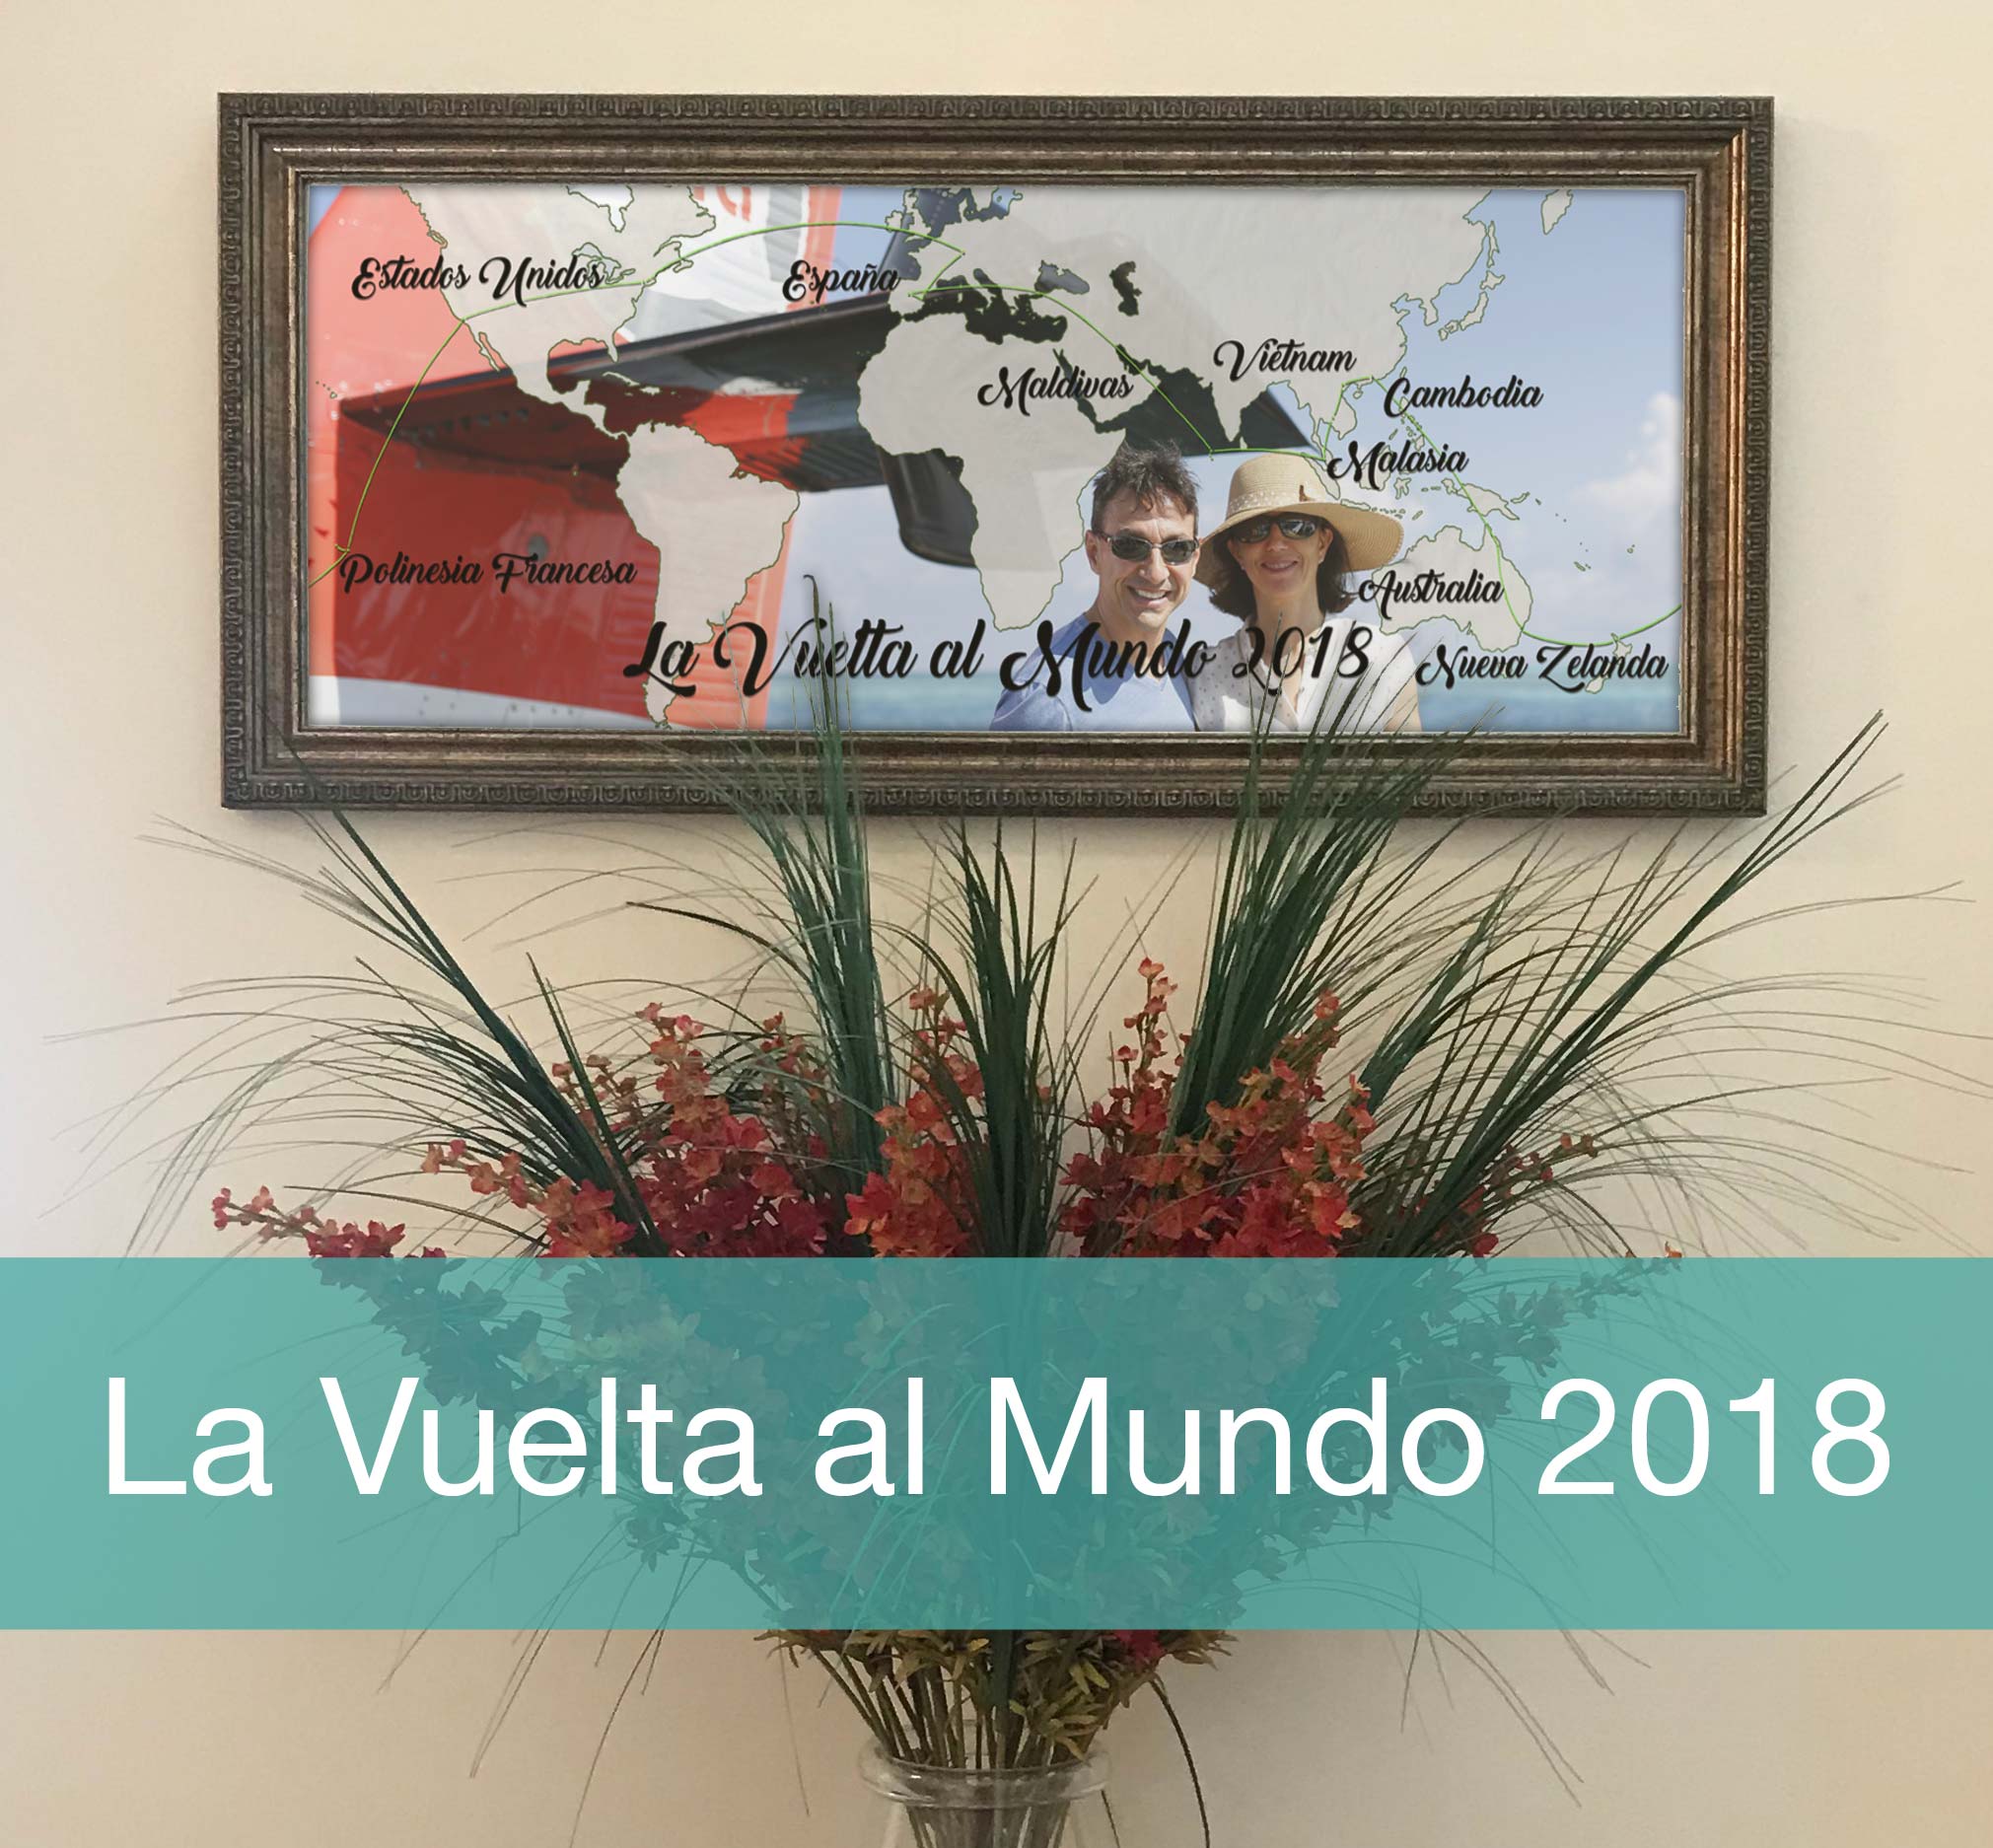 Estados Unidos
España
Vietnam
Maldivas
Cambodia
Malasia
Polinesia Francesa
Australia
La Vuelta al Mundo 2018
Nueva Zelanda
La Vuelta al Mundo 2018